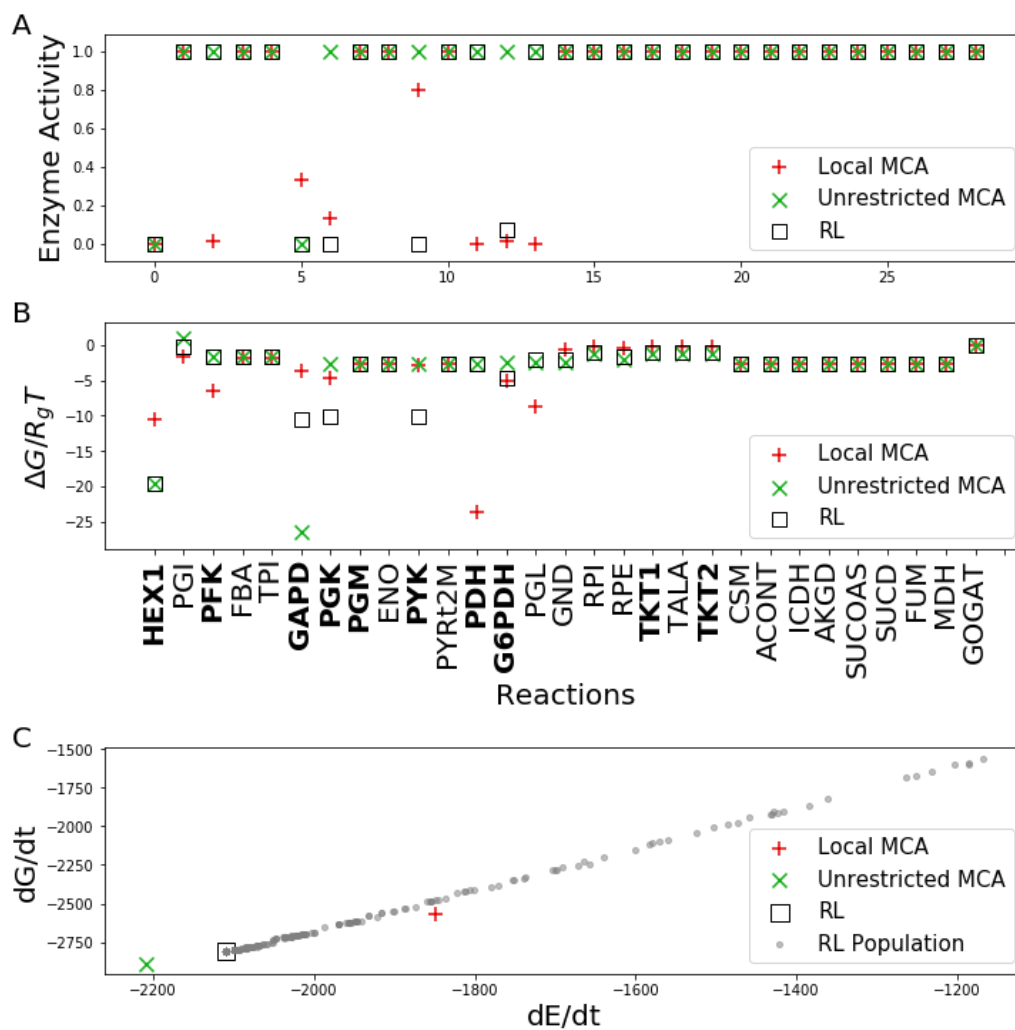 A
Enzyme Activity
1.0
0.8
0.6
0.4
0.2
0.0
Local MCA
Unrestricted MCA
RL
0 5 10 15 20 25
B
ΔG/R_gT
0
−5
−10
−15
−20
−25
Local MCA
Unrestricted MCA
RL
HEX1
PGI
PFK
FBA
TPI
GAPD
PGK
PGM
ENO
PYK
PYRt2M
PDH
G6PDH
PGL
GND
RPI
RPE
TKT1
TALA
TKT2
CSM
ACONT
ICDH
AKGD
SUCOAS
SUCD
FUM
MDH
GOGAT
Reactions
C
dG/dt
−1500
−1750
−2000
−2250
−2500
−2750
Local MCA
Unrestricted MCA
RL
RL Population
−2200 −2000 −1800 −1600 −1400 −1200
dE/dt